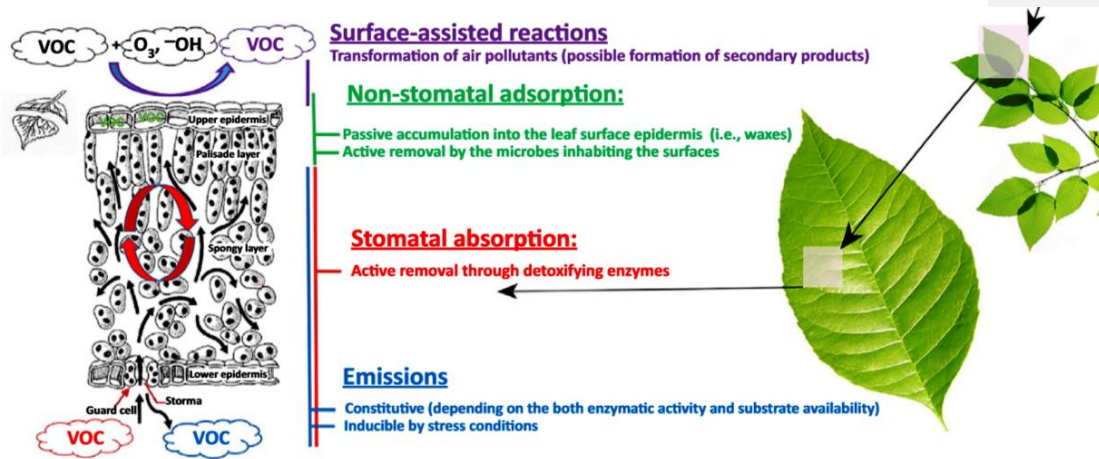 VOC + O3, –OH VOC
Surface-assisted reactions
Transformation of air pollutants (possible formation of secondary products)
Non-stomatal adsorption:
VOC VOC
Upper epidermis
Passive accumulation into the leaf surface epidermis (i.e., waxes)
Palisade layer
Active removal by the microbes inhabiting the surfaces
Stomatal absorption:
Spongy layer
Active removal through detoxifying enzymes
Lower epidermis
Emissions
Storma
Guard cell
Constitutive (depending on the both enzymatic activity and substrate availability)
Inducible by stress conditions
VOC VOC